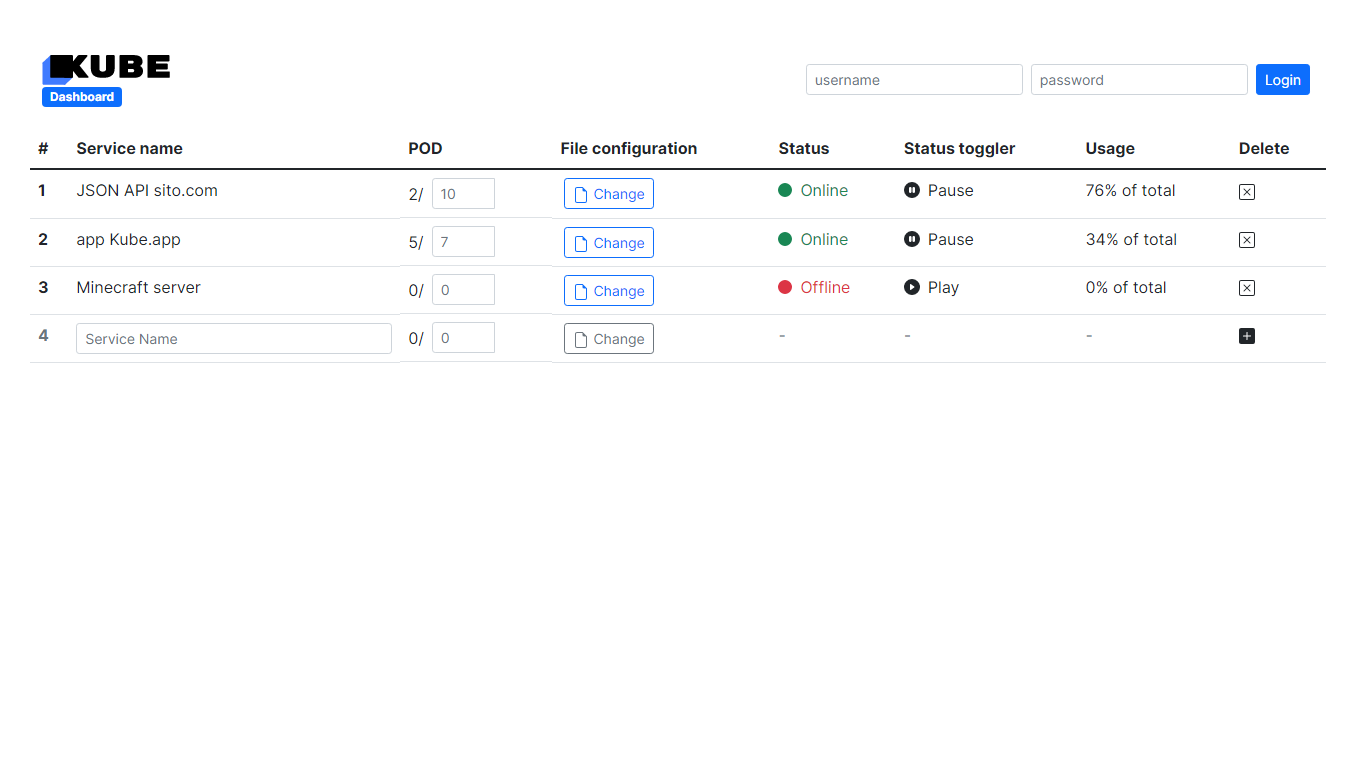 KUBE
Dashboard
username password Login
# Service name POD File configuration Status Status toggler Usage Delete
1 JSON API sito.com 2/ 10 Change Online Pause 76% of total
2 app Kube.app 5/ 7 Change Online Pause 34% of total
3 Minecraft server 0/ 0 Change Offline Play 0% of total
4 Service Name 0/ 0 Change - - -